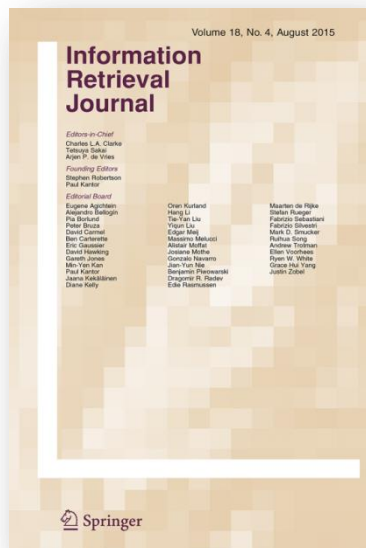 Volume 18, No. 4, August 2015
Information
Retrieval
Journal
Editors-in-Chief
Charles L.A. Clarke
Tetsuya Sakai
Arjen P. de Vries
Founding Editors
Stephen Robertson
Paul Kantor
Editorial Board
Eugene Agichtein
Alejandro Bellogin
Pia Borlund
Peter Bruza
David Carmel
Ben Carterette
Eric Gaussier
David Hawking
Gareth Jones
Min-Yen Kan
Paul Kantor
Jaana Kekäläinen
Diane Kelly
Oren Kurland
Hang Li
Tie-Yan Liu
Yiqun Liu
Edgar Meij
Massimo Melucci
Alistair Moffat
Josiane Mothe
Gonzalo Navarro
Jian-Yun Nie
Benjamin Piwowarski
Dragomir R. Radev
Edie Rasmussen
Maarten de Rijke
Stefan Rueger
Fabrizio Sebastiani
Fabrizio Silvestri
Mark D. Smucker
Ruihua Song
Andrew Trotman
Ellen Voorhees
Ryen W. White
Grace Hui Yang
Justin Zobel
Springer